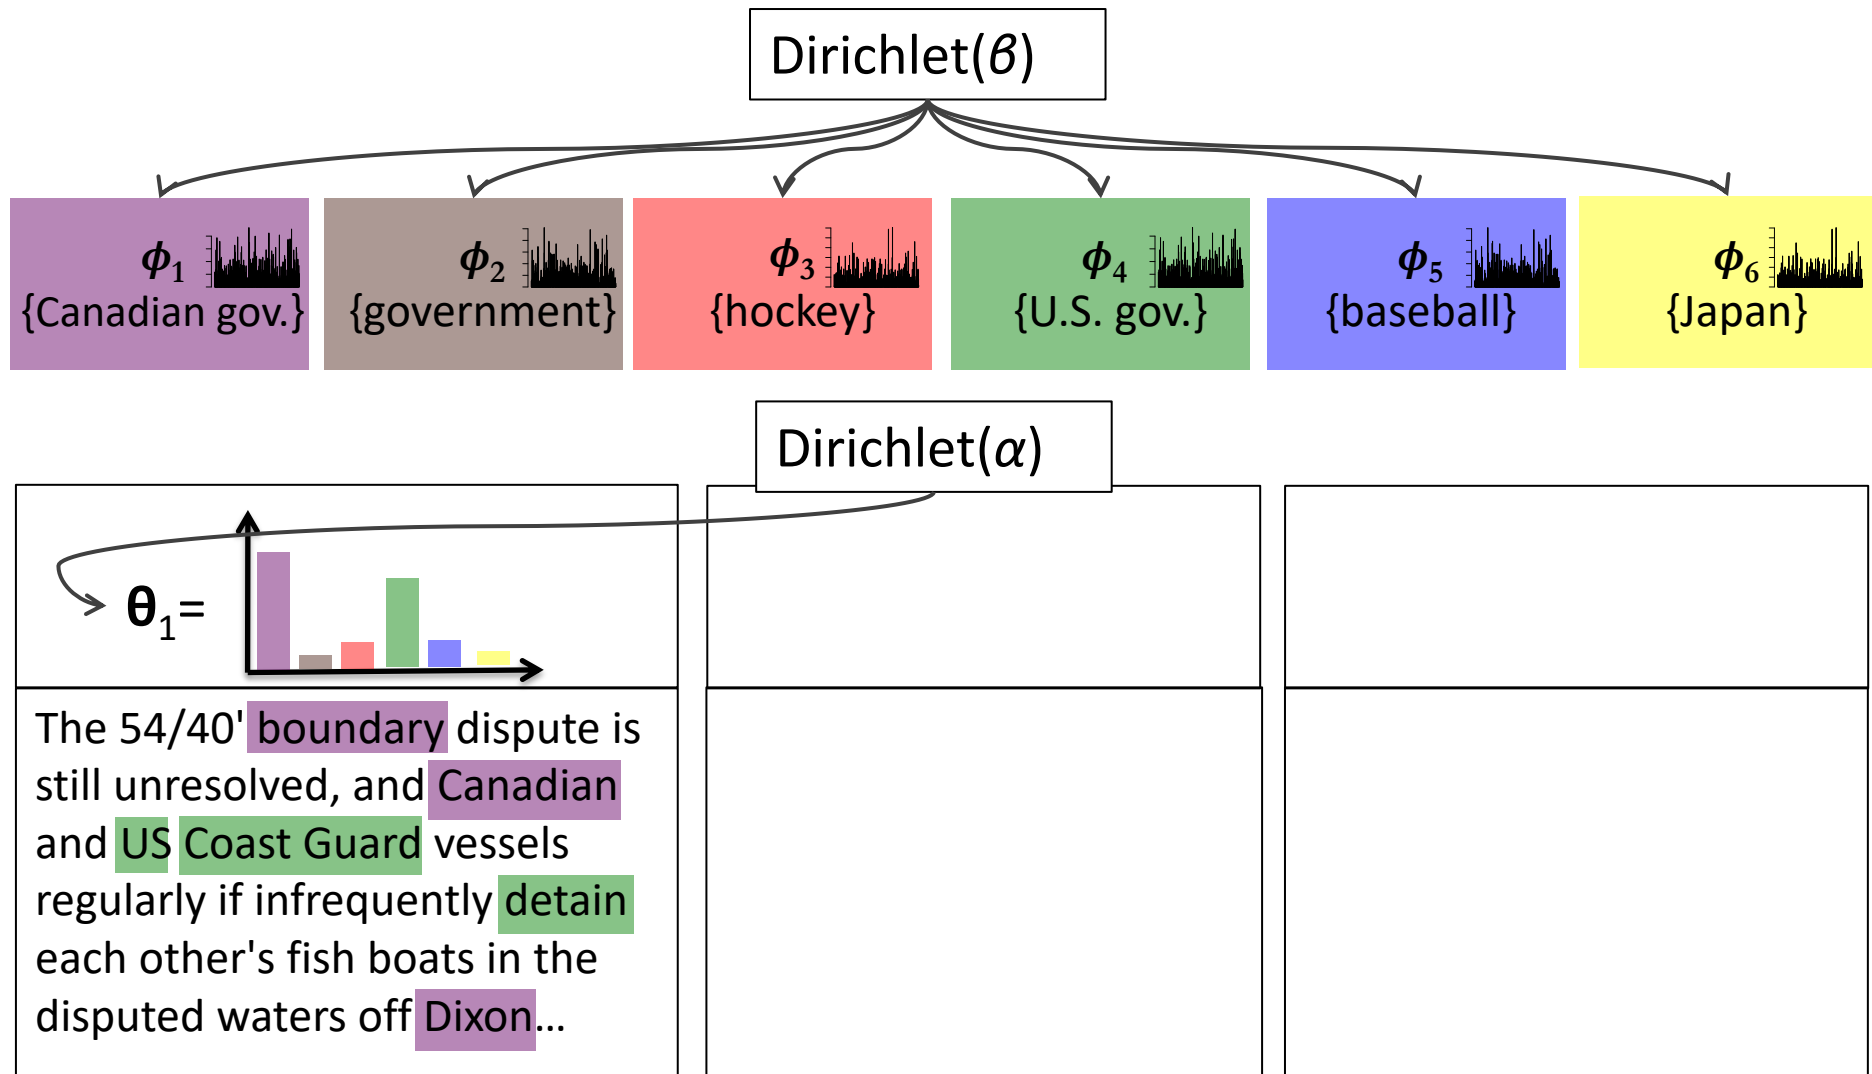 Dirichlet(β)
ϕ1
{Canadian gov.}
ϕ2
{government}
ϕ3
{hockey}
ϕ4
{U.S. gov.}
ϕ5
{baseball}
ϕ6
{Japan}
Dirichlet(α)
θ1=
The 54/40' boundary dispute is
still unresolved, and Canadian
and US Coast Guard vessels
regularly if infrequently detain
each other's fish boats in the
disputed waters off Dixon…